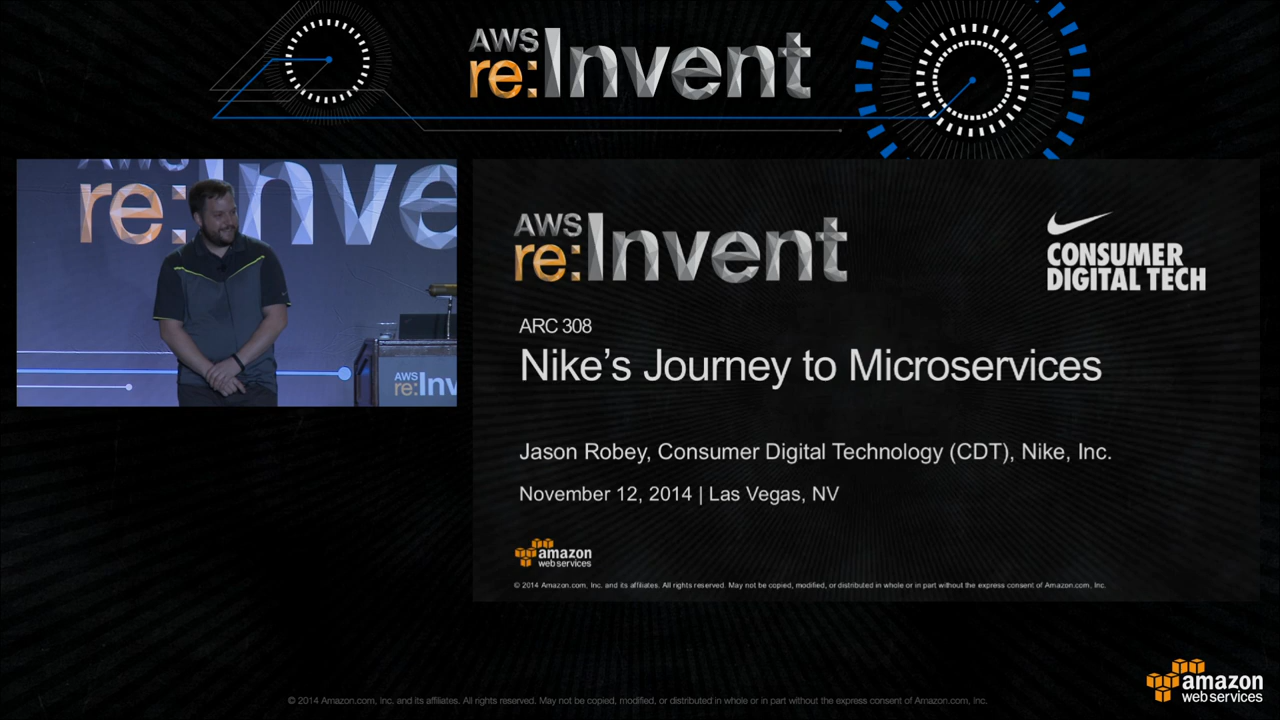 AWS
re:Invent
AWS
re:Inve
re:Inv
AWS
re:Invent
CONSUMER
DIGITAL TECH
ARC 308
Nike's Journey to Microservices
Jason Robey, Consumer Digital Technology (CDT), Nike, Inc.
November 12, 2014 | Las Vegas, NV
amazon
web services
© 2014 Amazon.com, Inc. and its affiliates. All rights reserved. May not be copied, modified, or distributed in whole or in part without the express consent of Amazon.com, Inc.
amazon
web services
© 2014 Amazon.com, Inc. and its affiliates. All rights reserved. May not be copied, modified, or distributed in whole or in part without the express consent of Amazon.com, Inc.